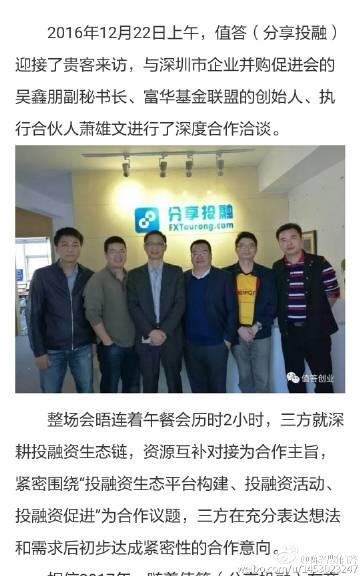 2016年12月22日上午，值答（分享投融）
迎接了贵客来访，与深圳市企业并购促进会的
吴鑫朋副秘书长、富华基金联盟的创始人、执
行合伙人萧雄文进行了深度合作洽谈。
分享投融
FXTourong.com
值答创业
整场会晤连着午餐会历时2小时，三方就深
耕投融资生态链，资源互补对接为合作主旨，
紧密围绕“投融资生态平台构建、投融资活动、
投融资促进”为合作议题，三方在充分表达想法
和需求后初步达成紧密性的合作意向。